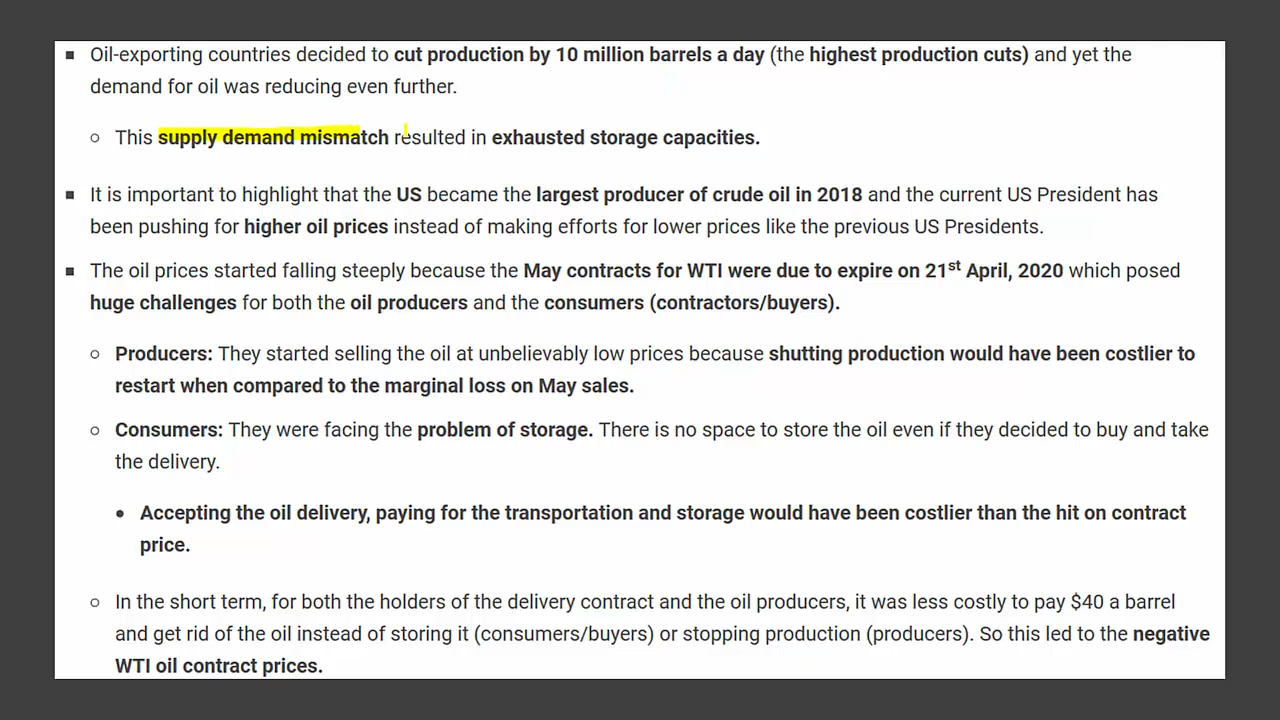 ▪ Oil-exporting countries decided to cut production by 10 million barrels a day (the highest production cuts) and yet the
demand for oil was reducing even further.
○ This supply demand mismatch resulted in exhausted storage capacities.
▪ It is important to highlight that the US became the largest producer of crude oil in 2018 and the current US President has
been pushing for higher oil prices instead of making efforts for lower prices like the previous US Presidents.
▪ The oil prices started falling steeply because the May contracts for WTI were due to expire on 21st April, 2020 which posed
huge challenges for both the oil producers and the consumers (contractors/buyers).
○ Producers: They started selling the oil at unbelievably low prices because shutting production would have been costlier to
restart when compared to the marginal loss on May sales.
○ Consumers: They were facing the problem of storage. There is no space to store the oil even if they decided to buy and take
the delivery.
• Accepting the oil delivery, paying for the transportation and storage would have been costlier than the hit on contract
price.
○ In the short term, for both the holders of the delivery contract and the oil producers, it was less costly to pay $40 a barrel
and get rid of the oil instead of storing it (consumers/buyers) or stopping production (producers). So this led to the negative
WTI oil contract prices.